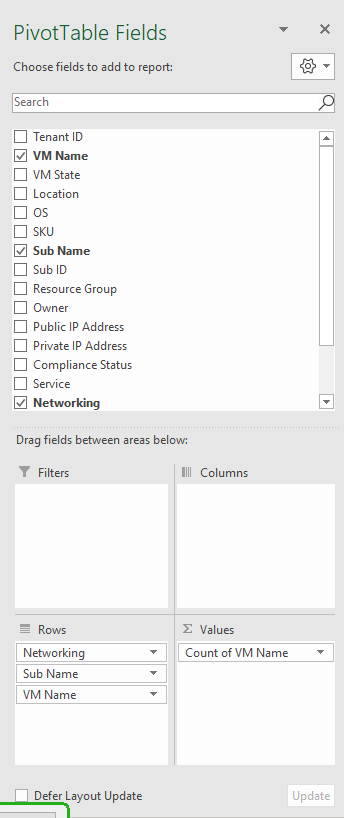 PivotTable Fields
Choose fields to add to report:
Search
Tenant ID
VM Name
VM State
Location
OS
SKU
Sub Name
Sub ID
Resource Group
Owner
Public IP Address
Private IP Address
Compliance Status
Service
Networking
Drag fields between areas below:
Filters
Columns
Rows
Σ Values
Networking
Count of VM Name
Sub Name
VM Name
Defer Layout Update
Update